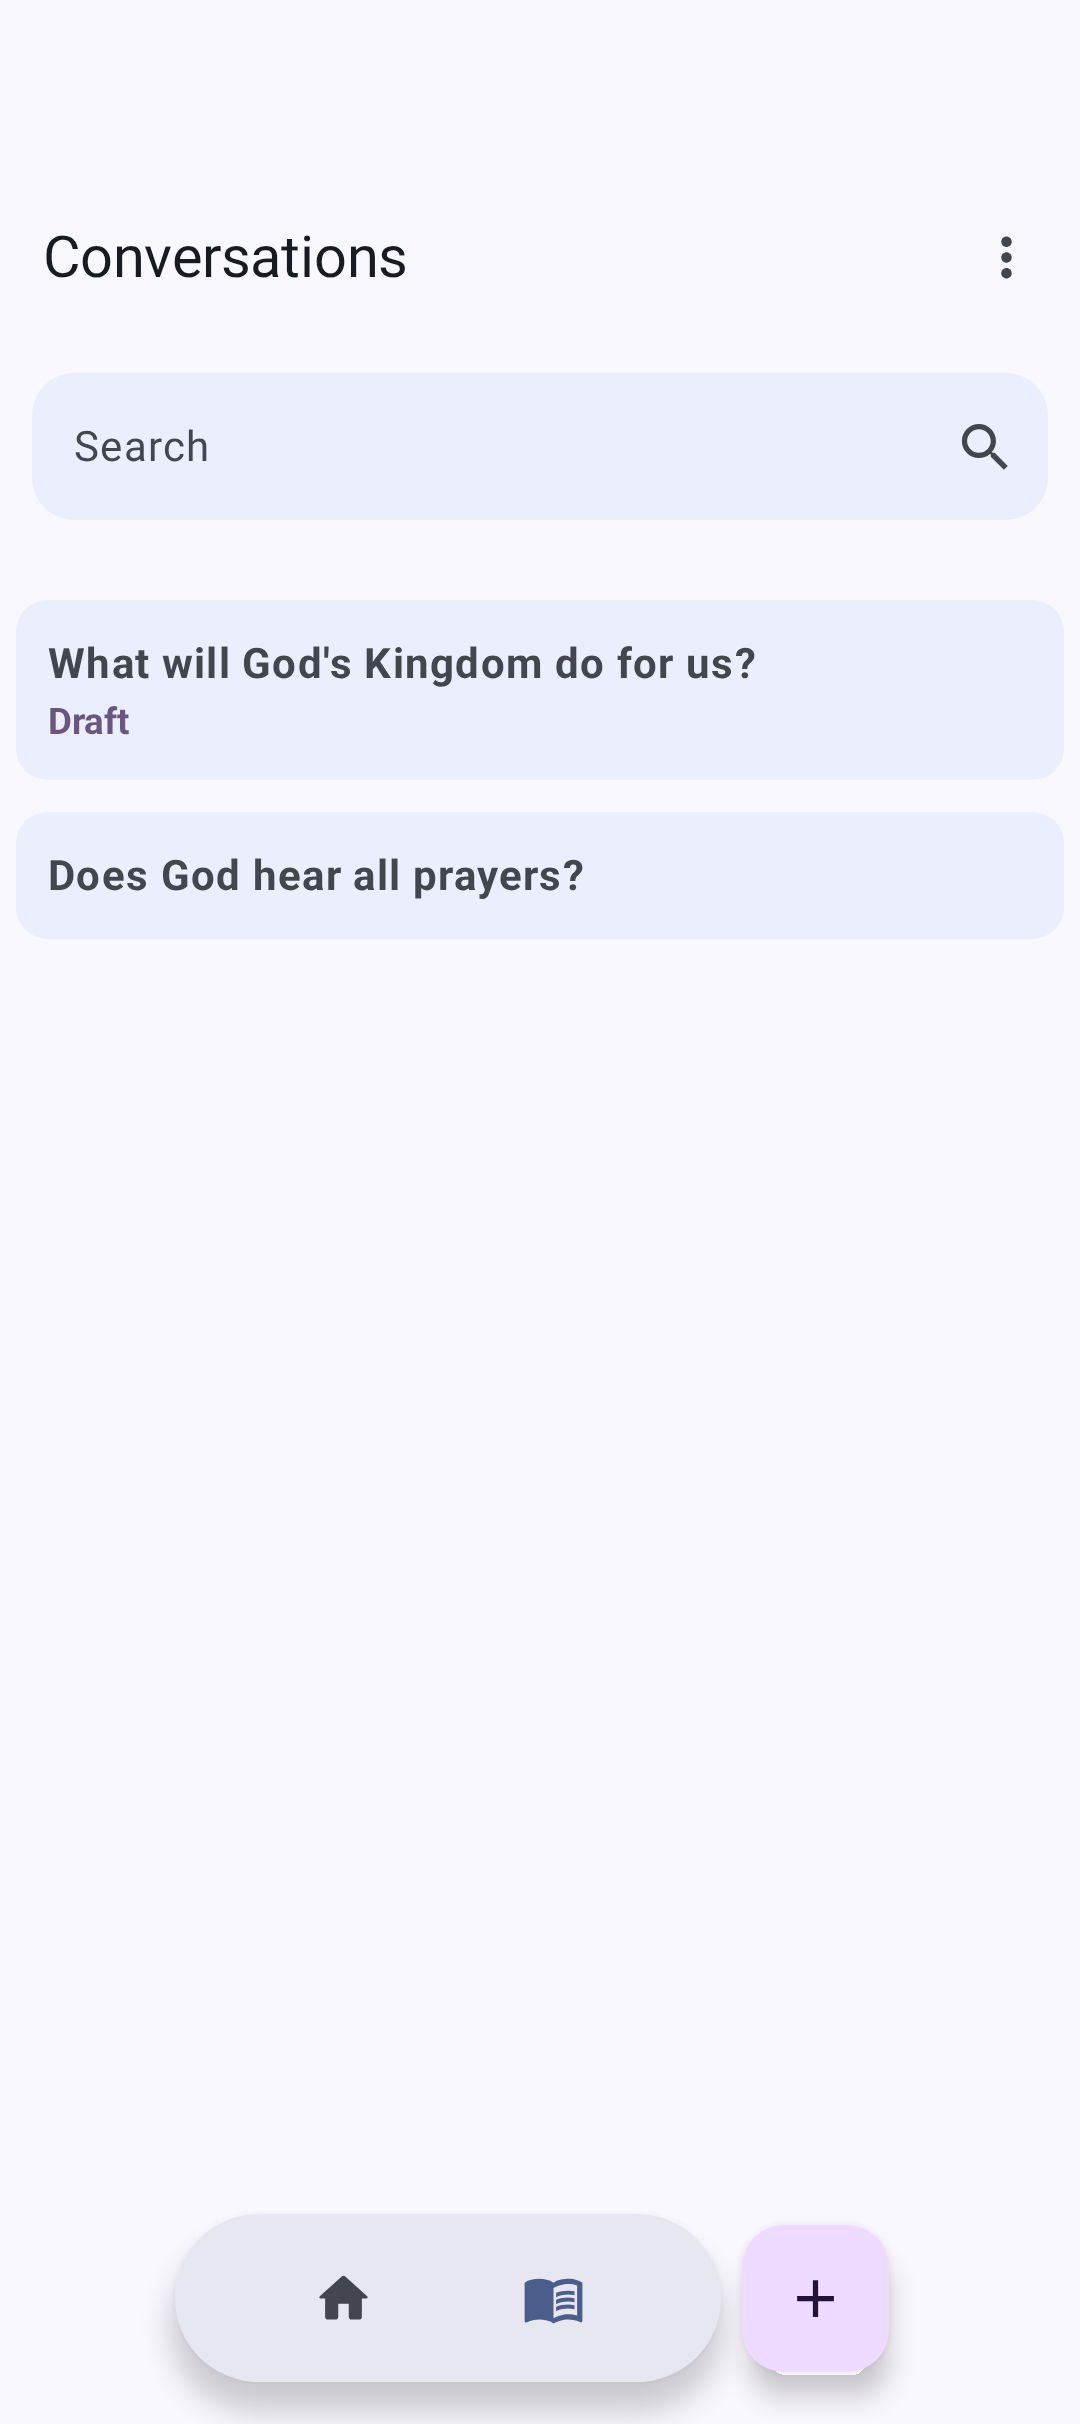 Conversations
Search
What will God's Kingdom do for us?
Draft
Does God hear all prayers?